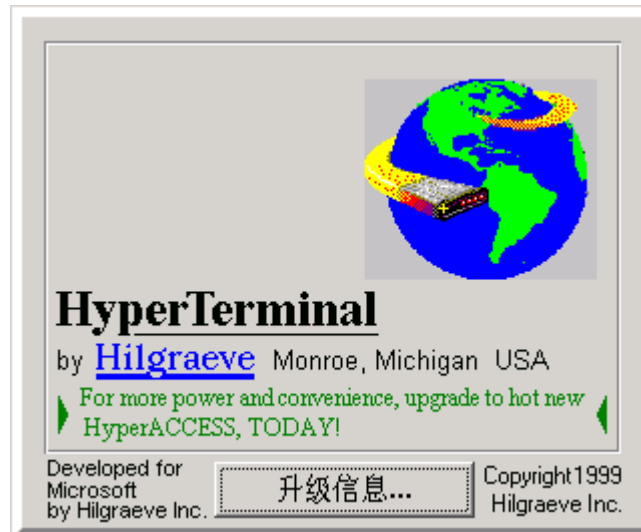 HyperTerminal
by Hilgraeve Monroe, Michigan USA
For more power and convenience, upgrade to hot new
HyperACCESS, TODAY!
Developed for
Microsoft
by Hilgraeve Inc.
升级信息...
Copyright1999
Hilgraeve Inc.